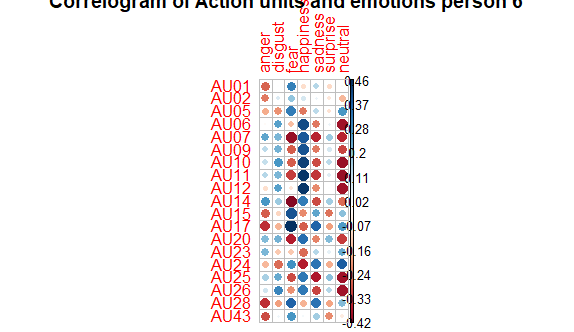 Correlogram of Action units and emotions person 6
anger
disgust
fear
happiness
sadness
surprise
neutral
AU01
AU02
AU05
AU06
AU07
AU09
AU10
AU11
AU12
AU14
AU15
AU17
AU20
AU23
AU24
AU25
AU26
AU28
AU43
0.46
0.37
0.28
0.2
0.11
0.02
-0.07
-0.16
-0.24
-0.33
-0.42